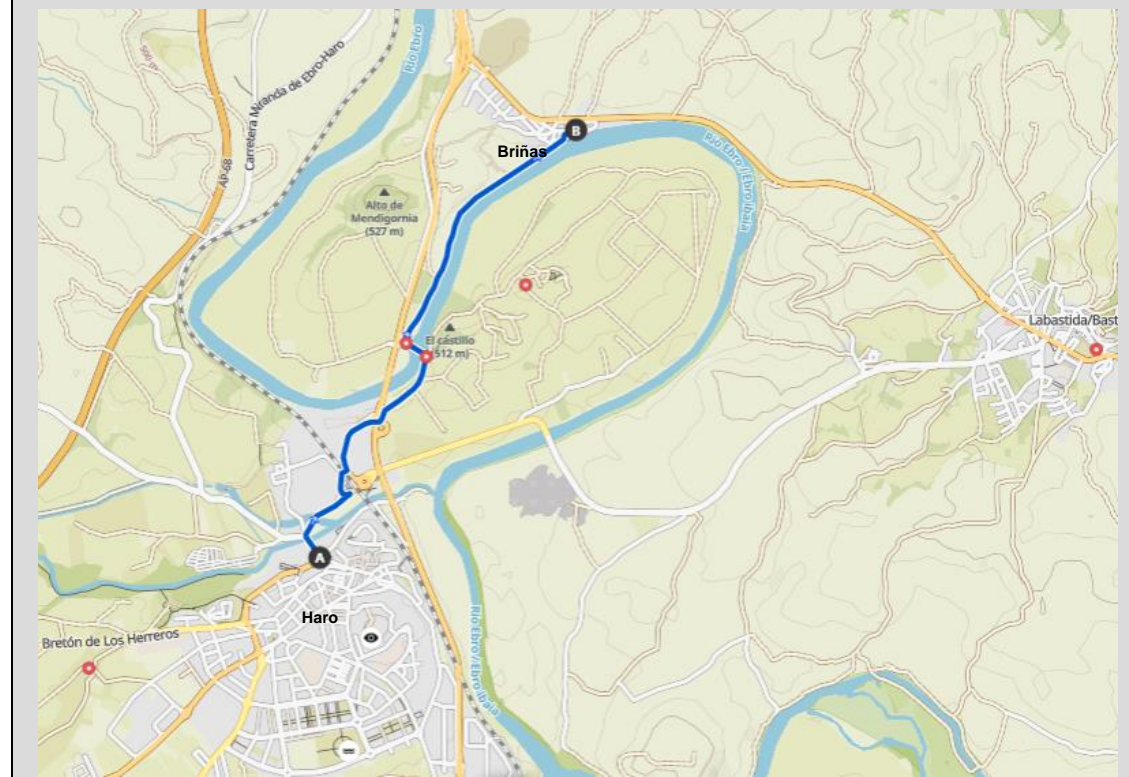 Río Ebro
Carretera Miranda de Ebro-Haro
AP-68
Briñas
B
Río Ebro / Ebro Ibaia
Alto de
Mendigornia
(527 m)
El castillo
(512 m)
Labastida/Bast
A
Haro
Bretón de Los Herreros
Río Ebro / Ebro Ibaia